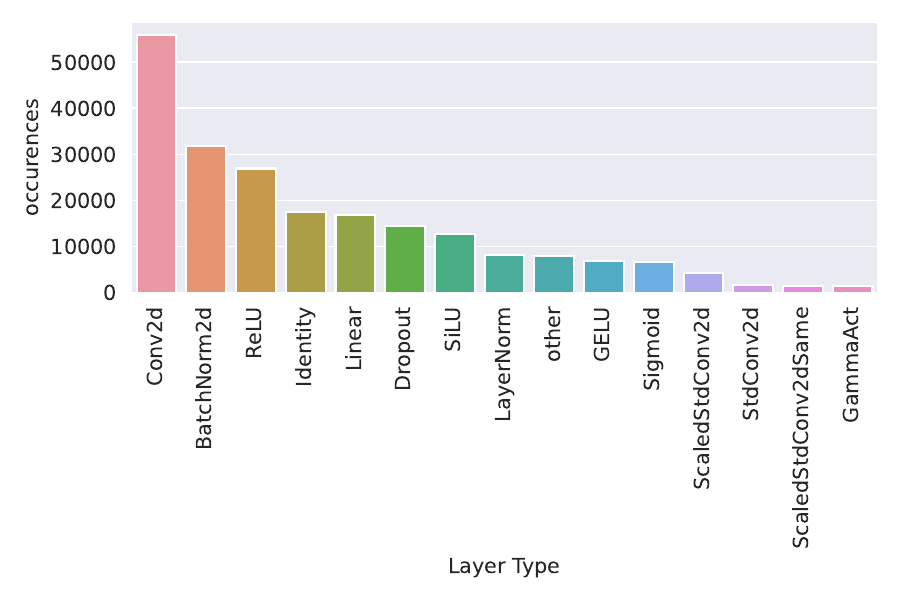 occurences
50000
40000
30000
20000
10000
0
Conv2d
BatchNorm2d
ReLU
Identity
Linear
Dropout
SiLU
LayerNorm
other
GELU
Sigmoid
ScaledStdConv2d
StdConv2d
ScaledStdConv2dSame
GammaAct
Layer Type